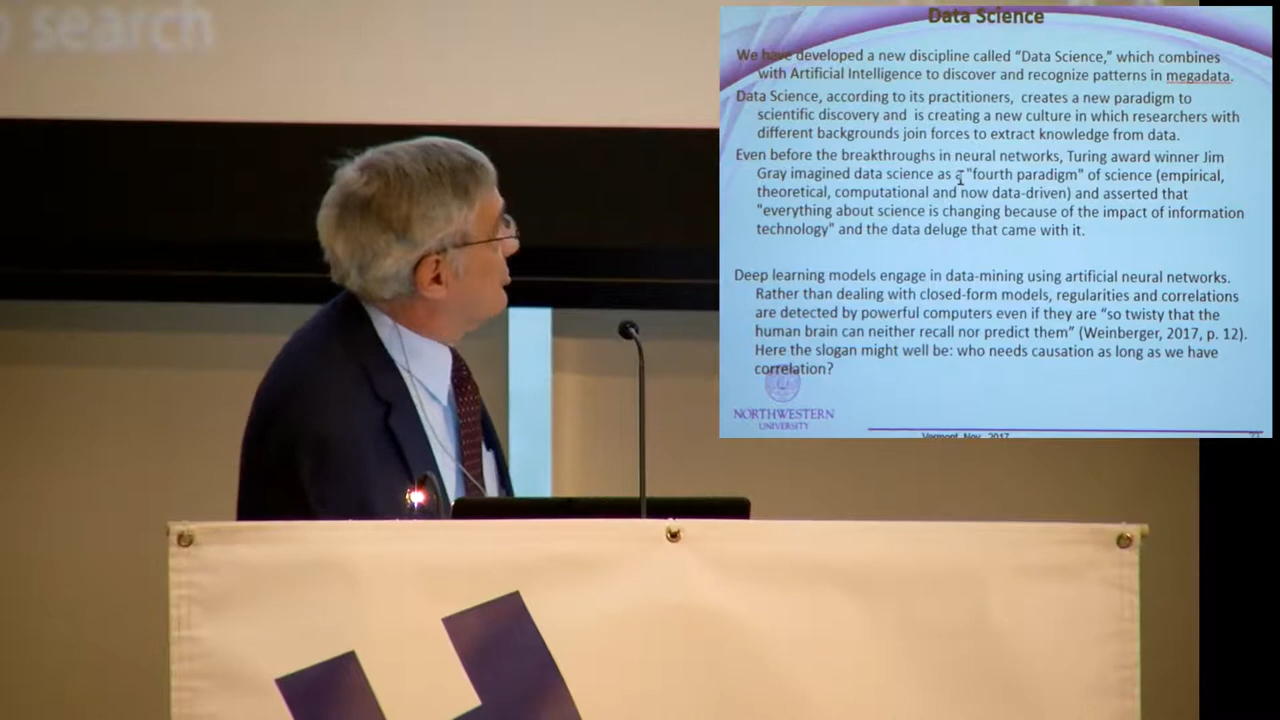 search
Data Science
We have developed a new discipline called “Data Science,” which combines
with Artificial Intelligence to discover and recognize patterns in megadata.
Data Science, according to its practitioners,  creates a new paradigm to
scientific discovery and  is creating a new culture in which researchers with
different backgrounds join forces to extract knowledge from data.
Even before the breakthroughs in neural networks, Turing award winner Jim
Gray imagined data science as a "fourth paradigm" of science (empirical,
theoretical, computational and now data-driven) and asserted that
"everything about science is changing because of the impact of information
technology" and the data deluge that came with it.
Deep learning models engage in data-mining using artificial neural networks.
Rather than dealing with closed-form models, regularities and correlations
are detected by powerful computers even if they are “so twisty that the
human brain can neither recall nor predict them” (Weinberger, 2017, p. 12).
Here the slogan might well be: who needs causation as long as we have
correlation?
NORTHWESTERN
UNIVERSITY
Vermont, Nov., 2017